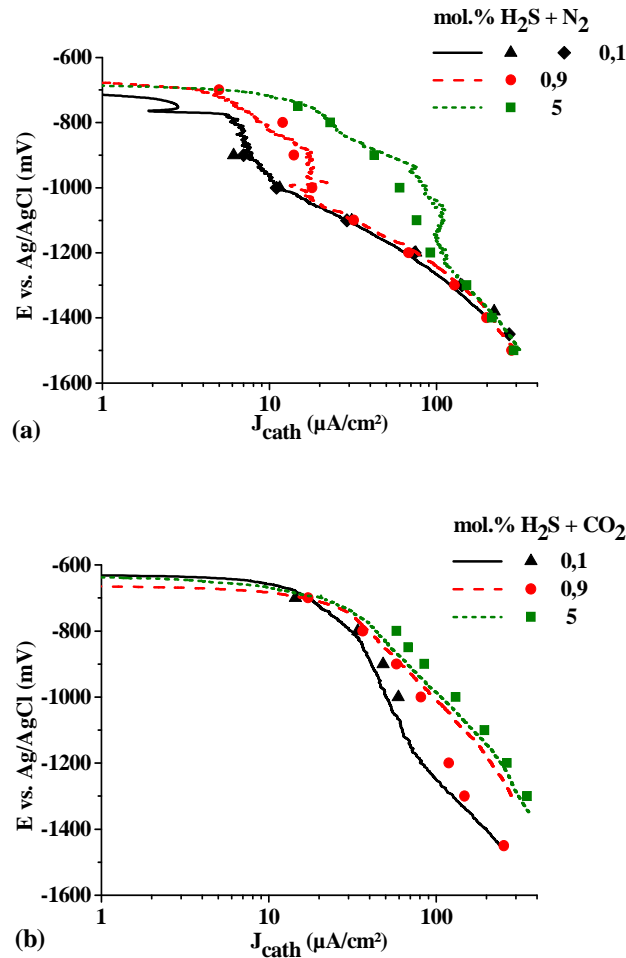 mol.% H₂S + N₂
0,1
0,9
5
-600
-800
-1000
-1200
-1400
-1600
E vs. Ag/AgCl (mV)
1 10 100
(a) J_cath (µA/cm²)
mol.% H₂S + CO₂
0,1
0,9
5
-600
-800
-1000
-1200
-1400
-1600
E vs. Ag/AgCl (mV)
1 10 100
(b) J_cath (µA/cm²)